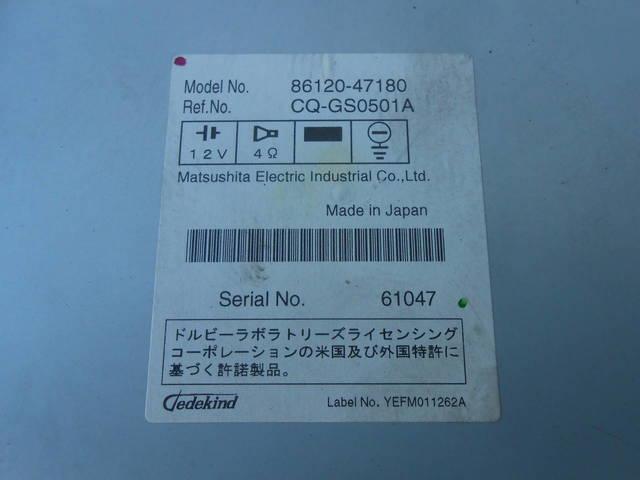 Model No. 86120-47180
Ref.No. CQ-GS0501A
12V 4Ω
Matsushita Electric Industrial Co.,Ltd.
Made in Japan
Serial No. 61047
ドルビーラボラトリーズライセンシング
コーポレーションの米国及び外国特許に
基づく許諾製品。
Gedekind Label No. YEFM011262A